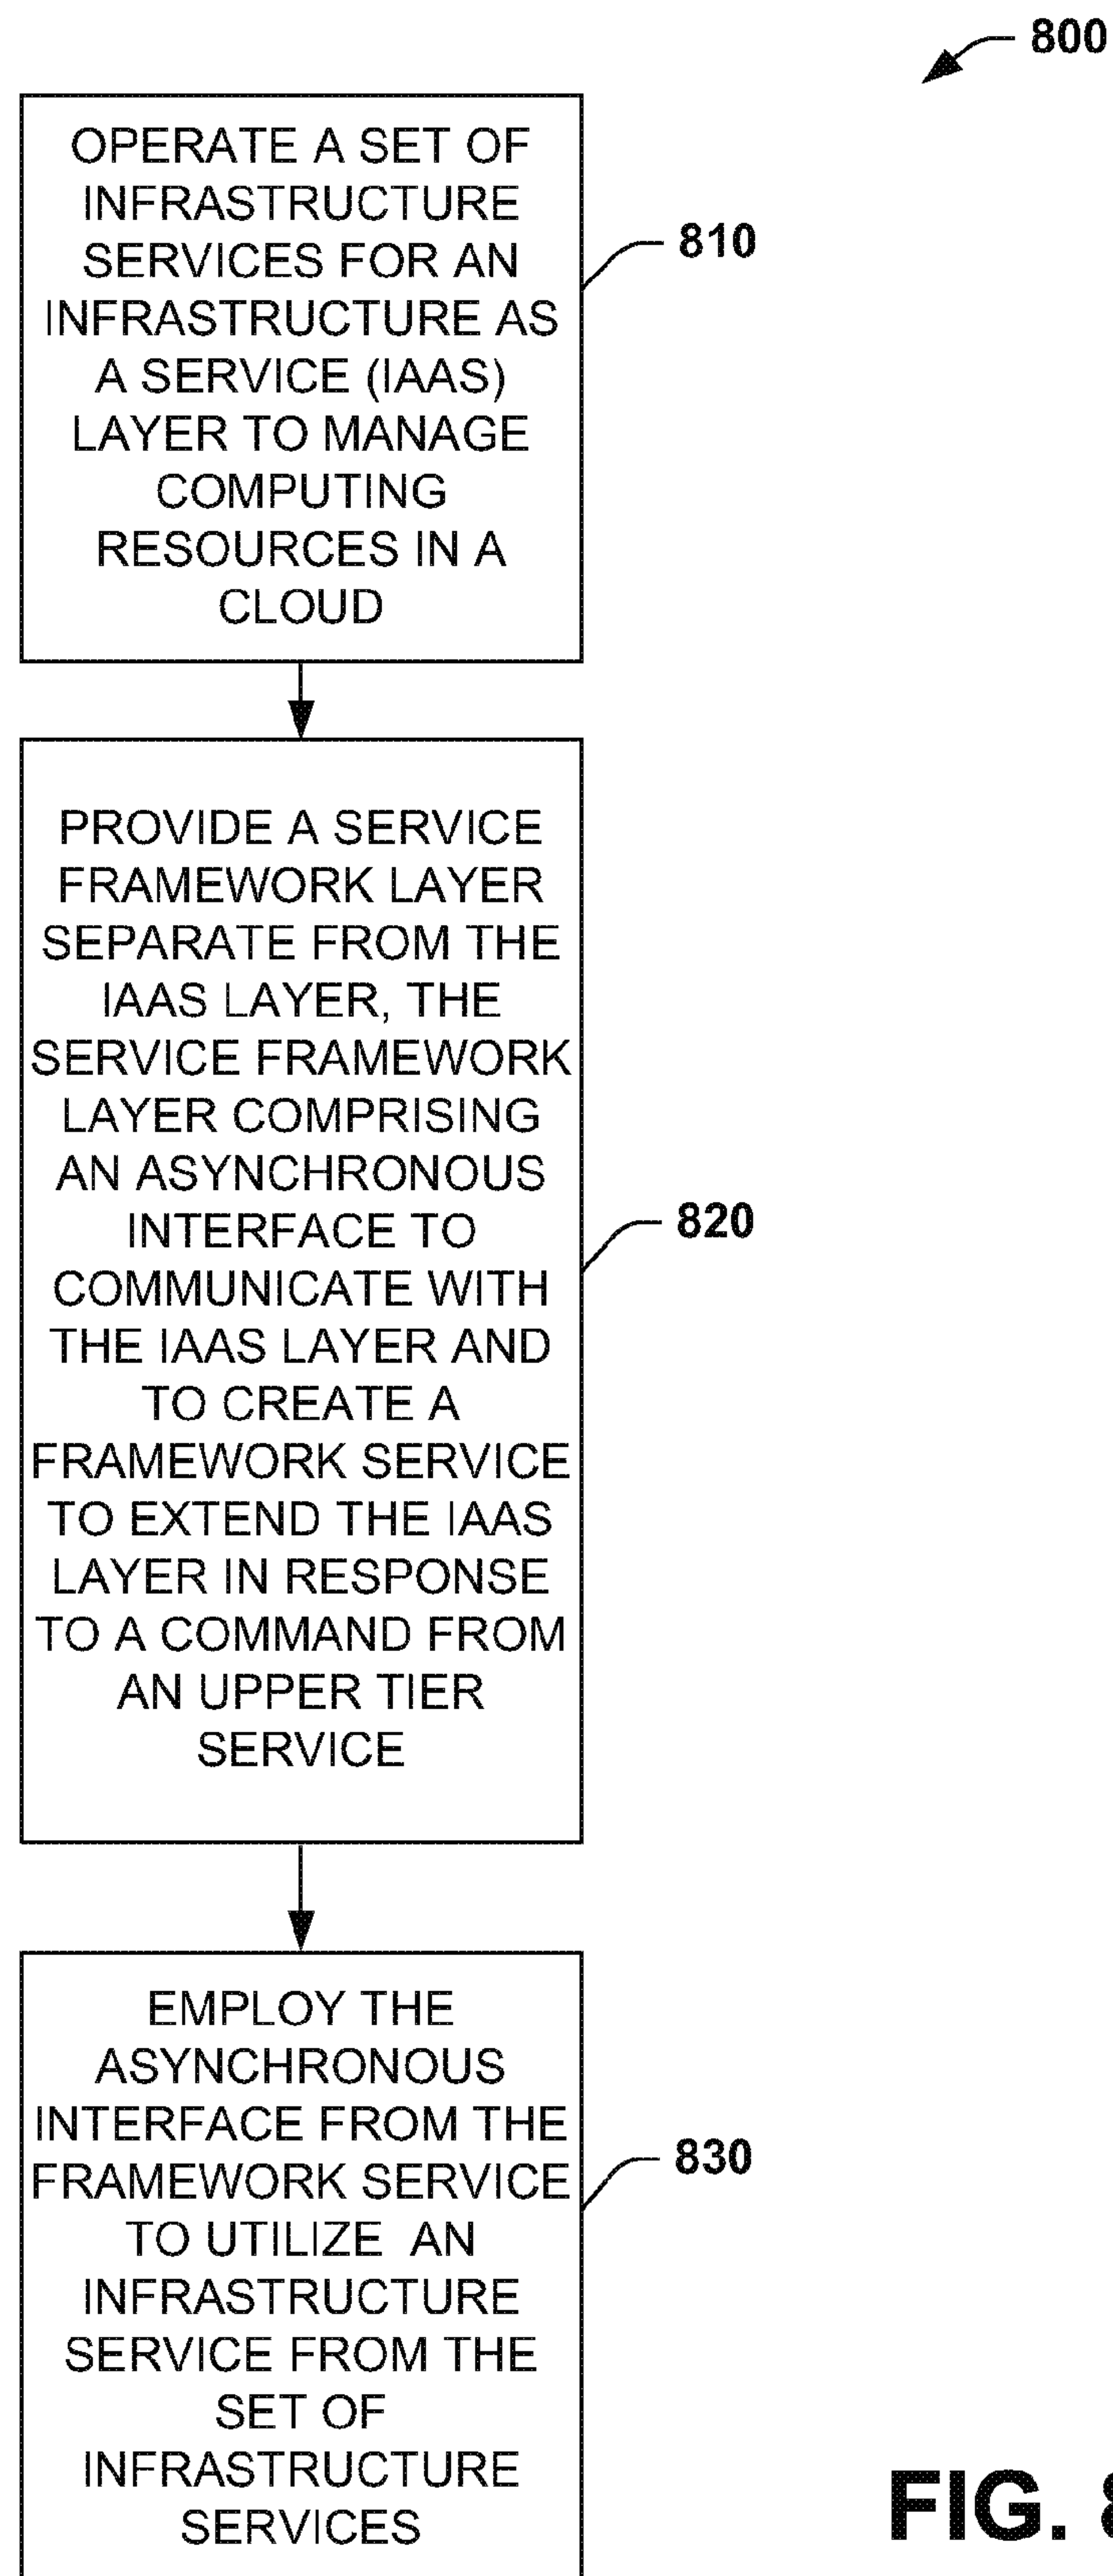 800
OPERATE A SET OF
INFRASTRUCTURE
SERVICES FOR AN
INFRASTRUCTURE AS
A SERVICE (IAAS)
LAYER TO MANAGE
COMPUTING
RESOURCES IN A
CLOUD
810
PROVIDE A SERVICE
FRAMEWORK LAYER
SEPARATE FROM THE
IAAS LAYER, THE
SERVICE FRAMEWORK
LAYER COMPRISING
AN ASYNCHRONOUS
INTERFACE TO
COMMUNICATE WITH
THE IAAS LAYER AND
TO CREATE A
FRAMEWORK SERVICE
TO EXTEND THE IAAS
LAYER IN RESPONSE
TO A COMMAND FROM
AN UPPER TIER
SERVICE
820
EMPLOY THE
ASYNCHRONOUS
INTERFACE FROM THE
FRAMEWORK SERVICE
TO UTILIZE AN
INFRASTRUCTURE
SERVICE FROM THE
SET OF
INFRASTRUCTURE
SERVICES
830
FIG. 8